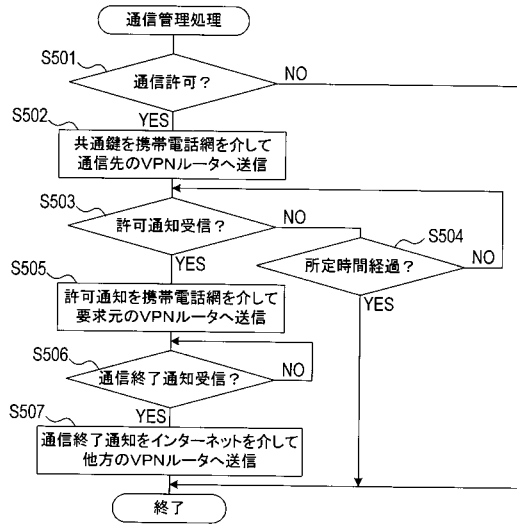 通信管理処理
S501
通信許可？
NO
YES
S502
共通鍵を携帯電話網を介して
通信先のVPNルータへ送信
S503
許可通知受信？
NO
S504
所定時間経過？
NO
YES
YES
S505
許可通知を携帯電話網を介して
要求元のVPNルータへ送信
S506
通信終了通知受信？
NO
YES
S507
通信終了通知をインターネットを介して
他方のVPNルータへ送信
終了